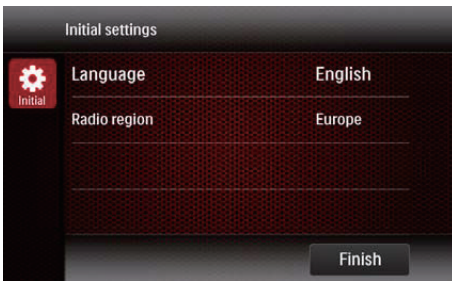 Initial settings
Initial
Language English
Radio region Europe
Finish